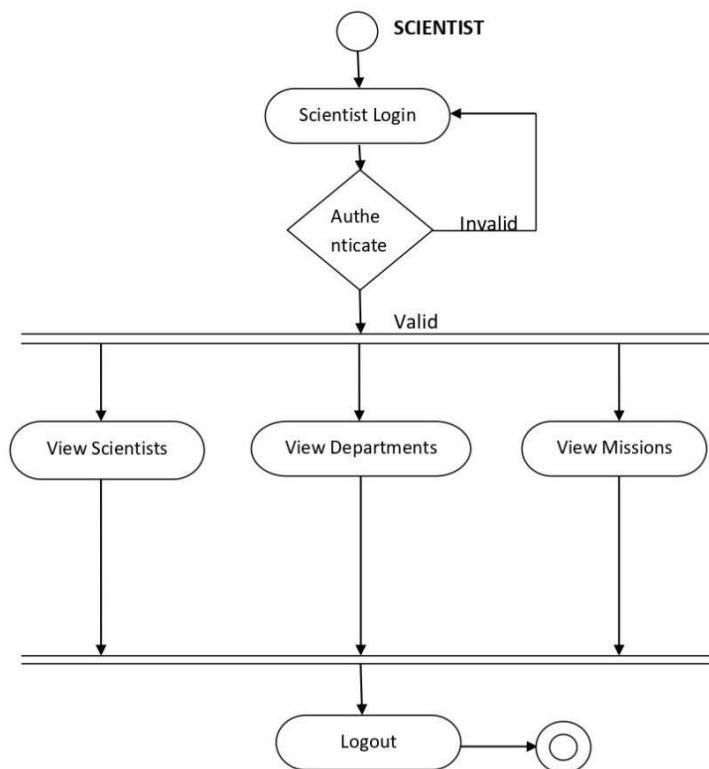 SCIENTIST
Scientist Login
Authe
nticate
Invalid
Valid
View Scientists
View Departments
View Missions
Logout